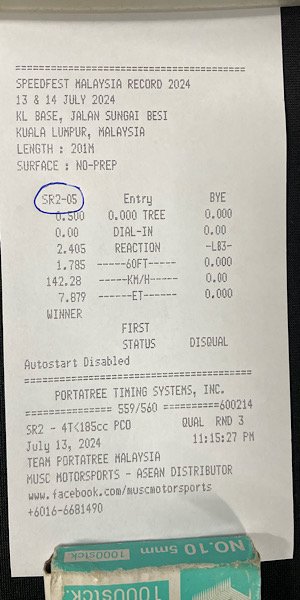 ========================================
SPEEDFEST MALAYSIA RECORD 2024
13 & 14 JULY 2024
KL BASE, JALAN SUNGAI BESI
KUALA LUMPUR, MALAYSIA
LENGTH : 201M
SURFACE : NO-PREP
SR2-05 Entry BYE
0.500 0.000 TREE 0.000
0.00 DIAL-IN 0.00
2.405 REACTION -L83-
1.785 ------60FT------ 0.000
142.28 ------KM/H------ 0.00
7.879 ------ET------ 0.000
WINNER
FIRST
STATUS DISQUAL
Autostart Disabled
========================================
PORTATREE TIMING SYSTEMS, INC.
=============== 559/560 ==========600214
SR2 - 4T<185cc PCO QUAL RND 3
July 13, 2024 11:15:27 PM
TEAM PORTATREE MALAYSIA
MUSC MOTORSPORTS - ASEAN DISTRIBUTOR
www.facebook.com/muscmotorsports
+6016-6681490
NO.10 5mm 1000stck
1000stck.